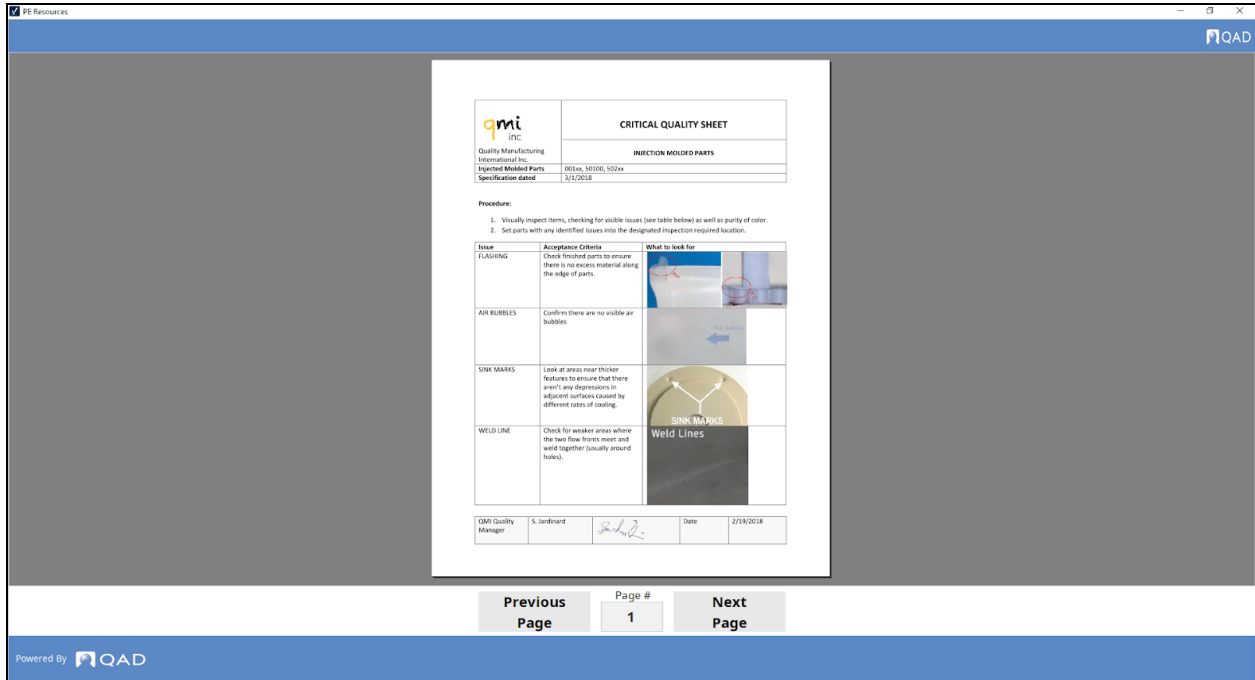 PE Resources
QAD
qmi
inc
Quality Manufacturing
International Inc.
CRITICAL QUALITY SHEET
INJECTION MOLDED PARTS
Injected Molded Parts 001xx, 50100, 502xx
Specification dated 3/1/2018
Procedure:
1. Visually inspect items, checking for visible issues (see table below) as well as purity of color.
2. Set parts with any identified issues into the designated inspection required location.
Issue Acceptance Criteria What to look for
FLASHING Check finished parts to ensure
there is no excess material along
the edge of parts.
AIR BUBBLES Confirm there are no visible air
bubbles
SINK MARKS Look at areas near thicker
features to ensure that there
aren't any depressions in
adjacent surfaces caused by
different rates of cooling.
SINK MARKS
WELD LINE Check for weaker areas where
the two flow fronts meet and
weld together (usually around
holes).
Weld Lines
QMI Quality
Manager
S. Jardinard
Date
2/19/2018
Previous
Page
Page #
1
Next
Page
Powered By QAD